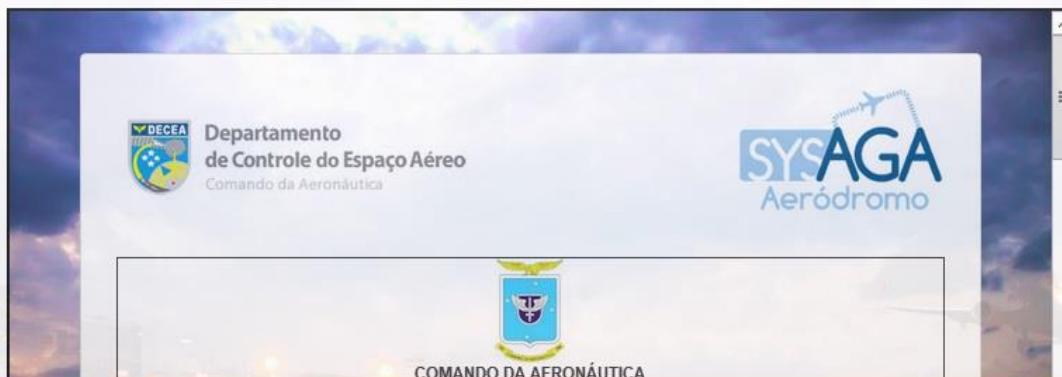 DECEA
Departamento
de Controle do Espaço Aéreo
Comando da Aeronáutica
SYSAGA
Aeródromo
COMANDO DA AERONÁUTICA